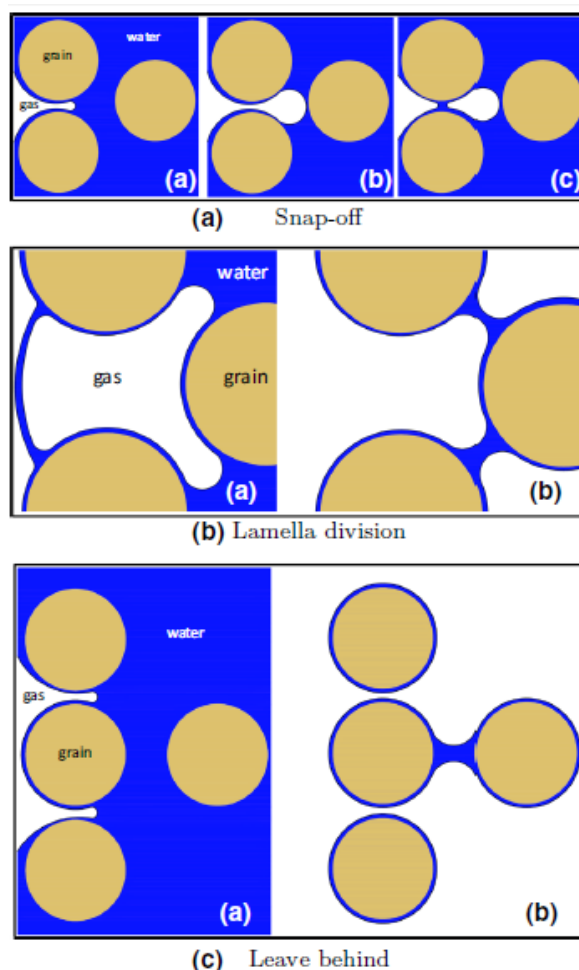 grain
water
gas
(a)
(b)
(c)
(a) Snap-off
water
gas
grain
(a)
(b)
(b) Lamella division
water
gas
grain
(a)
(b)
(c) Leave behind